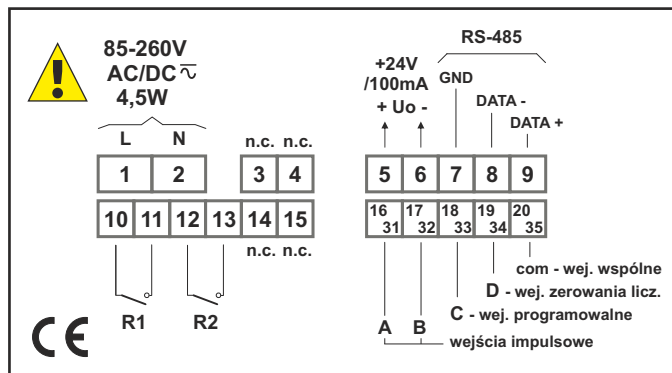 85-260V
AC/DC
4,5W
L N
n.c. n.c.
1 2 3 4
10 11 12 13 14 15
n.c. n.c.
R1 R2
CE
RS-485
+24V
/100mA
+ Uo -
GND
DATA -
DATA +
5 6 7 8 9
16 17 18 19 20
31 32 33 34 35
com - wej. wspólne
D - wej. zerowania licz.
C - wej. programowalne
A B
wejścia impulsowe